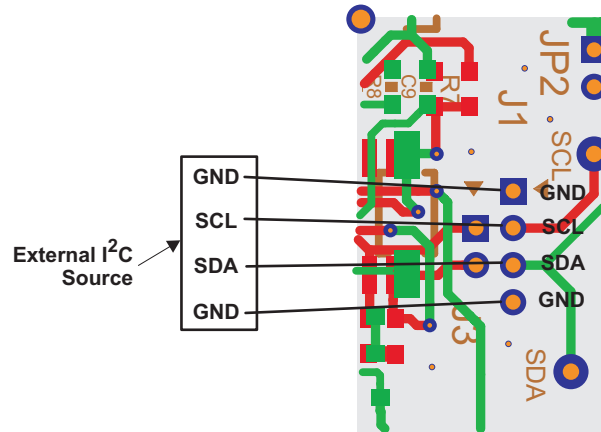 JP2
R8
C9
R7
J1
SCL
GND
SCL
SDA
GND
GND
SCL
SDA
GND
External I²C
Source
J3
SDA